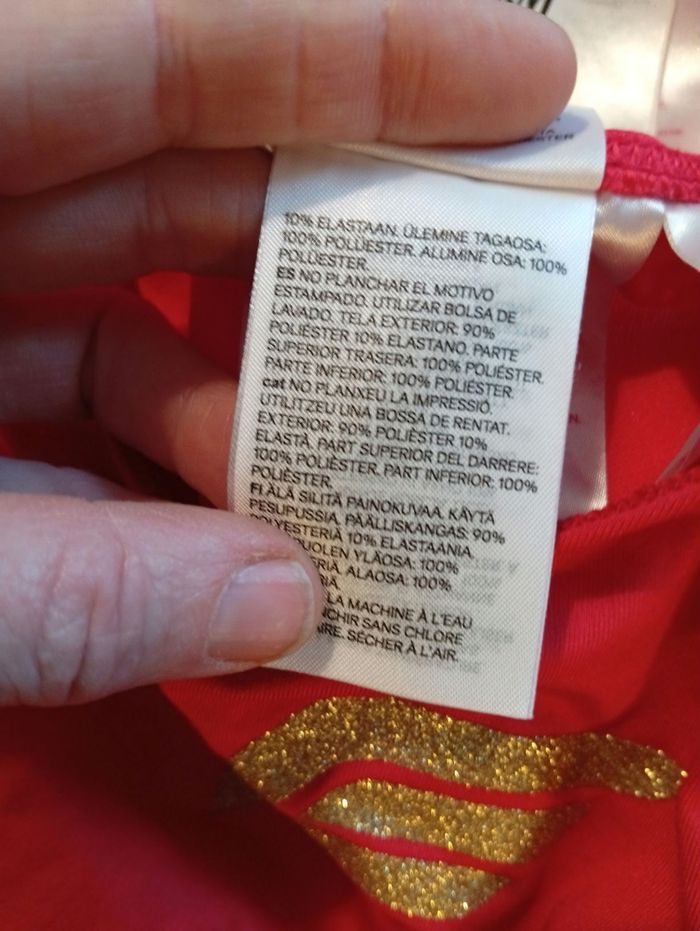 10% ELASTAAN. ÜLEMINE TAGAOSA:
100% POLÜESTER. ALUMINE OSA: 100%
POLÜESTER.
ES NO PLANCHAR EL MOTIVO
ESTAMPADO. UTILIZAR BOLSA DE
LAVADO. TELA EXTERIOR: 90%
POLIÉSTER 10% ELASTANO. PARTE
SUPERIOR TRASERA: 100% POLIÉSTER.
PARTE INFERIOR: 100% POLIÉSTER.
cat NO PLANXEU LA IMPRESSIÓ.
UTILITZEU UNA BOSSA DE RENTAT.
EXTERIOR: 90% POLIÈSTER 10%
ELASTÀ. PART SUPERIOR DEL DARRERE:
100% POLIÈSTER. PART INFERIOR: 100%
POLIÈSTER.
FI ÄLÄ SILITÄ PAINOKUVAA. KÄYTÄ
PESUPUSSIA. PÄÄLLISKANGAS: 90%
POLYESTERIÄ 10% ELASTAANIA.
YLÄOSA: 100%
ALAOSA: 100%
LA MACHINE À L'EAU
SANS CHLORE
SÉCHER À L'AIR.